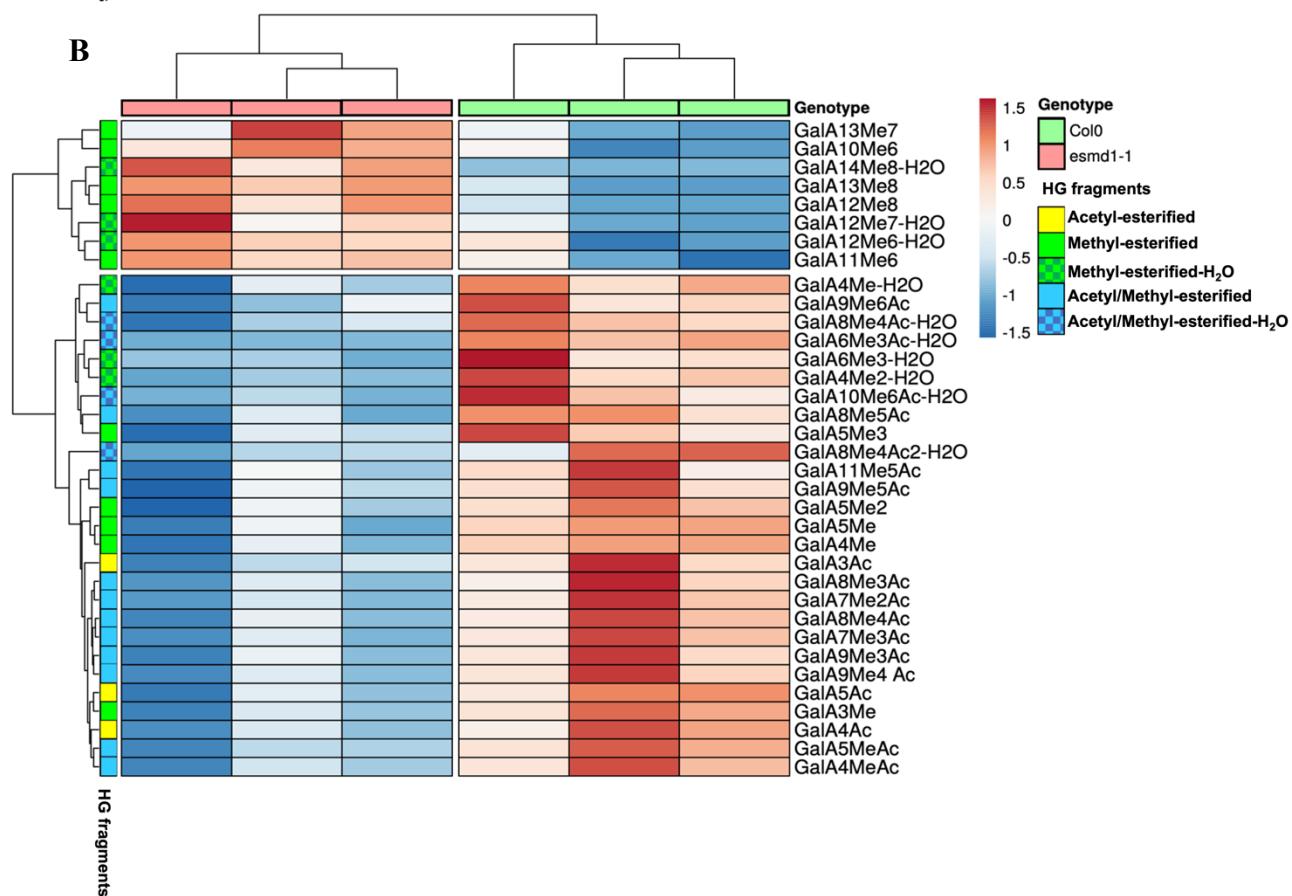 B
Genotype
GalA13Me7
GalA10Me6
GalA14Me8-H2O
GalA13Me8
GalA12Me8
GalA12Me7-H2O
GalA12Me6-H2O
GalA11Me6
GalA4Me-H2O
GalA9Me6Ac
GalA8Me4Ac-H2O
GalA6Me3Ac-H2O
GalA6Me3-H2O
GalA4Me2-H2O
GalA10Me6Ac-H2O
GalA8Me5Ac
GalA5Me3
GalA8Me4Ac2-H2O
GalA11Me5Ac
GalA9Me5Ac
GalA5Me2
GalA5Me
GalA4Me
GalA3Ac
GalA8Me3Ac
GalA7Me2Ac
GalA8Me4Ac
GalA7Me3Ac
GalA9Me3Ac
GalA9Me4 Ac
GalA5Ac
GalA3Me
GalA4Ac
GalA5MeAc
GalA4MeAc
HG fragments
1.5
1
0.5
0
-0.5
-1
-1.5
Genotype
Col0
esmd1-1
HG fragments
Acetyl-esterified
Methyl-esterified
Methyl-esterified-H₂O
Acetyl/Methyl-esterified
Acetyl/Methyl-esterified-H₂O